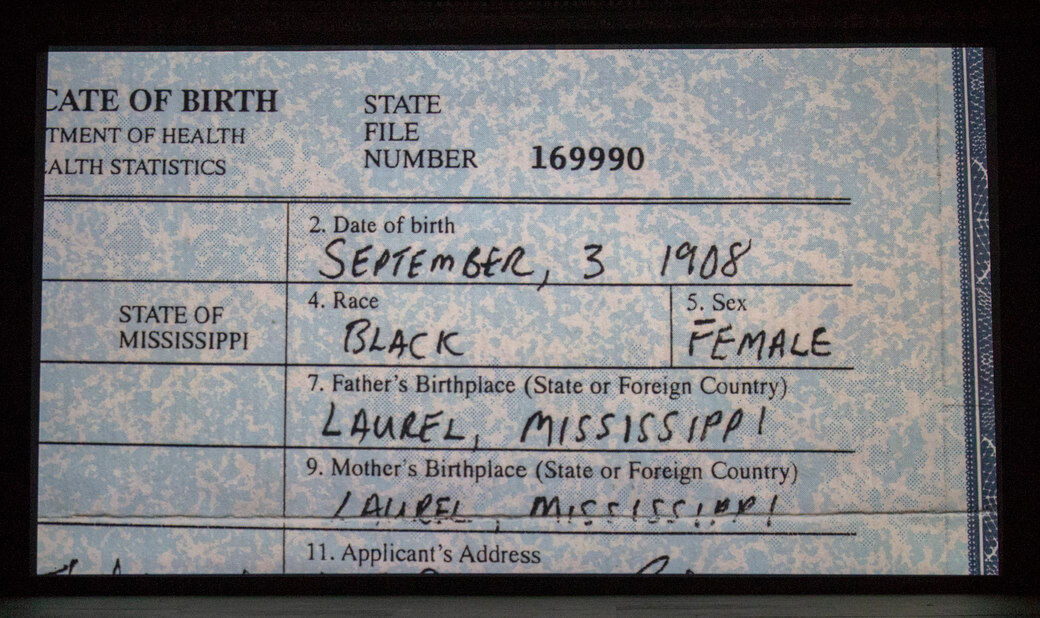 CATE OF BIRTH
TMENT OF HEALTH
ALTH STATISTICS
STATE
FILE
NUMBER 169990
2. Date of birth
SEPTEMBER, 3 1908
STATE OF
MISSISSIPPI
4. Race
BLACK
5. Sex
FEMALE
7. Father's Birthplace (State or Foreign Country)
LAUREL, MISSISSIPPI
9. Mother's Birthplace (State or Foreign Country)
LAUREL, MISSISSIPPI
11. Applicant's Address